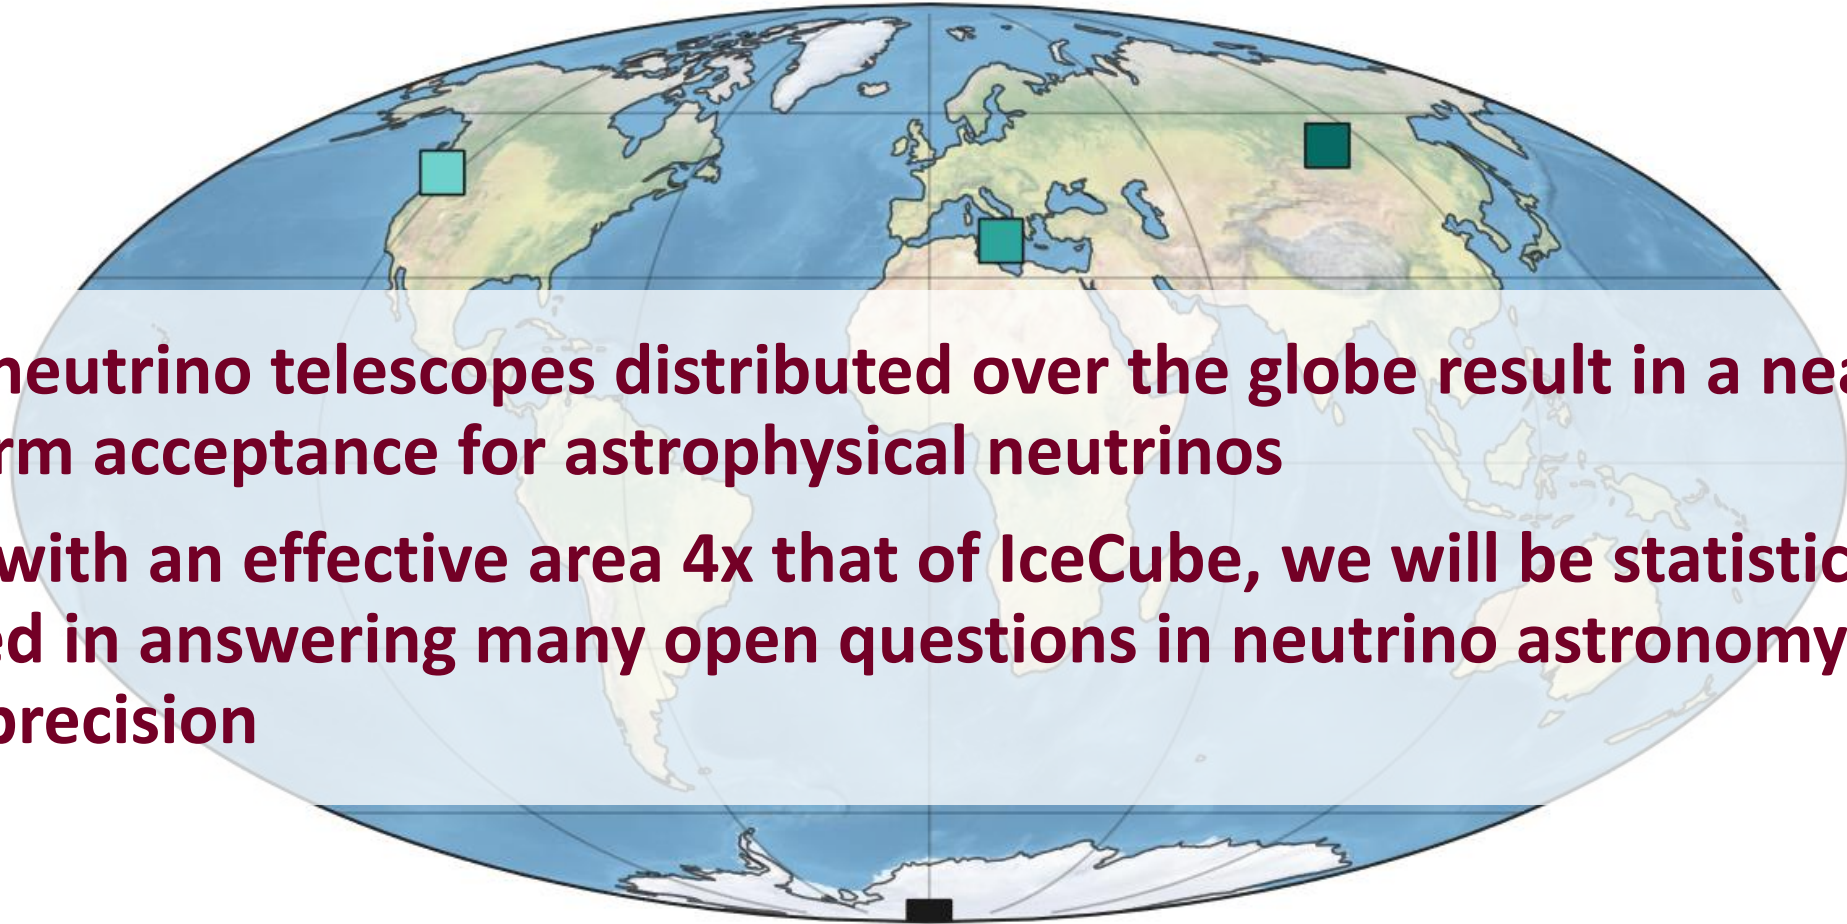 neutrino telescopes distributed over the globe result in a nea
rm acceptance for astrophysical neutrinos
with an effective area 4x that of IceCube, we will be statistic
ed in answering many open questions in neutrino astronomy
precision